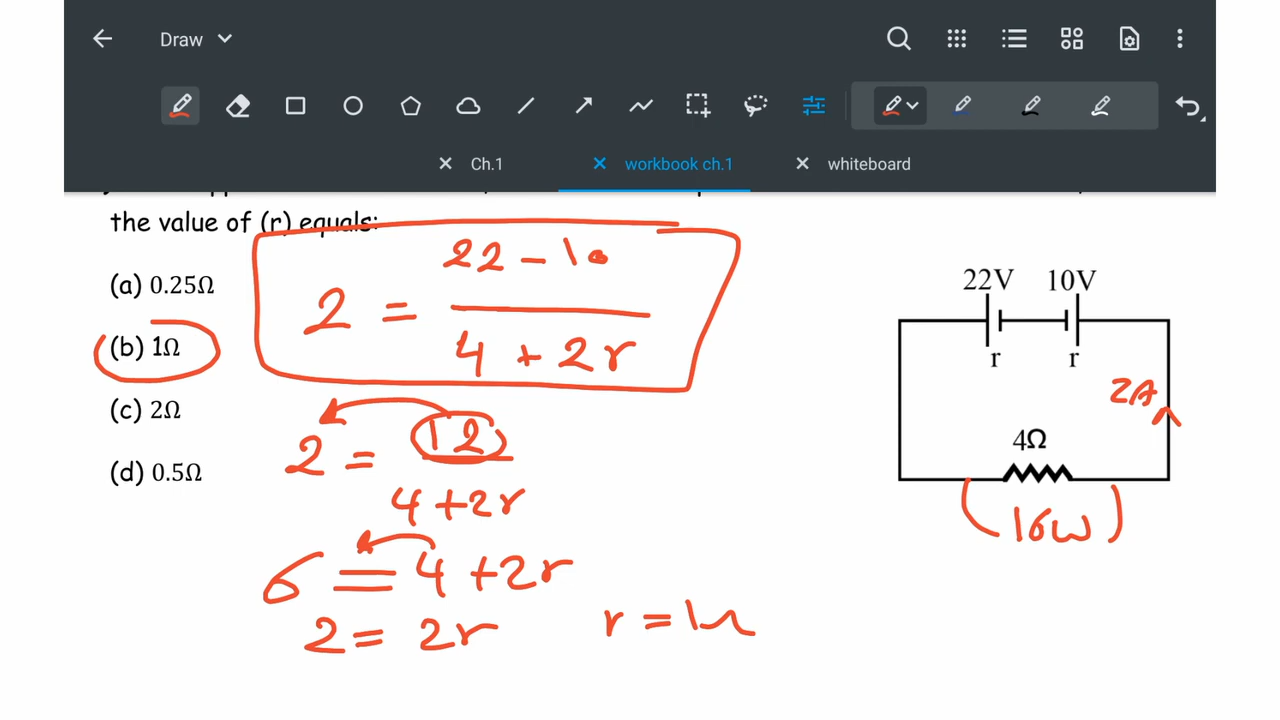 Draw
Ch.1
workbook ch.1
whiteboard
the value of (r) equals:
(a) 0.25Ω
(b) 1Ω
(c) 2Ω
(d) 0.5Ω
2 = 22 - 10
4 + 2r
2 = 12
4 + 2r
6 = 4 + 2r
2 = 2r
r = 1Ω
22V 10V
r r
2A
4Ω
(16W)